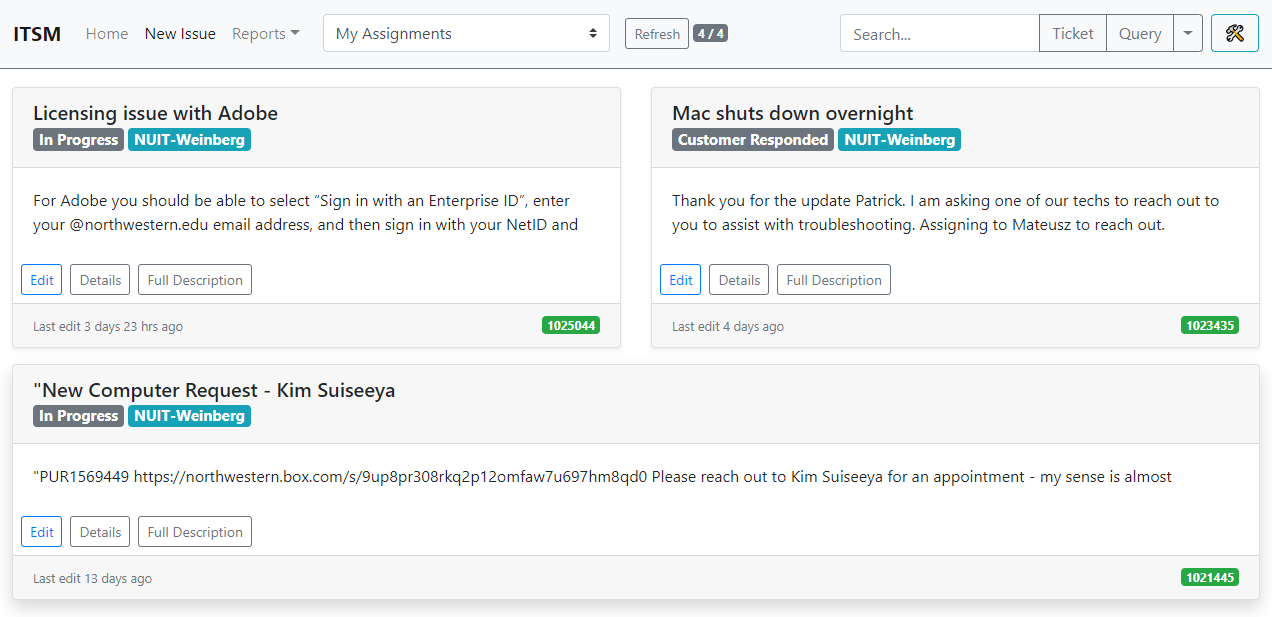 ITSM Home New Issue Reports My Assignments Refresh 4 / 4 Search... Ticket Query
Licensing issue with Adobe
In Progress NUIT-Weinberg
For Adobe you should be able to select “Sign in with an Enterprise ID”, enter
your @northwestern.edu email address, and then sign in with your NetID and
Edit Details Full Description
Last edit 3 days 23 hrs ago 1025044
Mac shuts down overnight
Customer Responded NUIT-Weinberg
Thank you for the update Patrick. I am asking one of our techs to reach out to
you to assist with troubleshooting. Assigning to Mateusz to reach out.
Edit Details Full Description
Last edit 4 days ago 1023435
"New Computer Request - Kim Suiseeya
In Progress NUIT-Weinberg
"PUR1569449 https://northwestern.box.com/s/9up8pr308rkq2p12omfaw7u697hm8qd0 Please reach out to Kim Suiseeya for an appointment - my sense is almost
Edit Details Full Description
Last edit 13 days ago 1021445